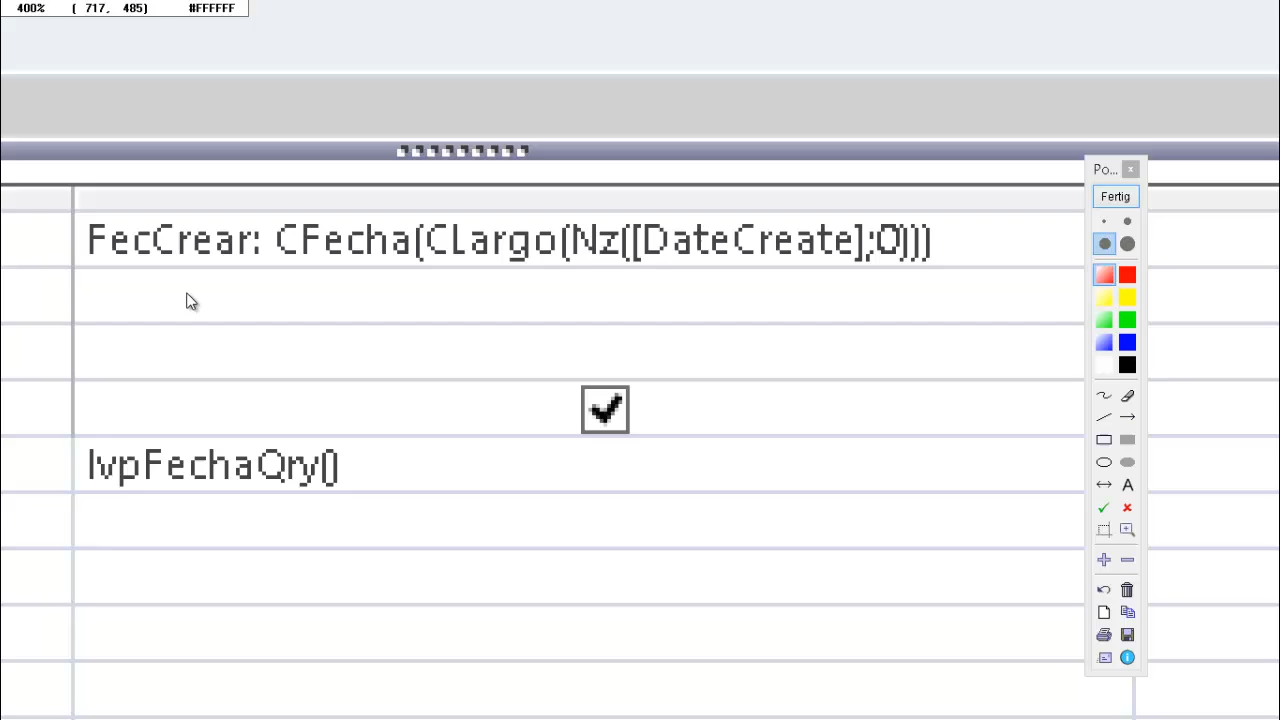 400% ( 717, 485) #FFFFFF
Po... x
Fertig
FecCrear: CFecha(CLargo(Nz([DateCreate];0)))
lvpFechaQry()
A